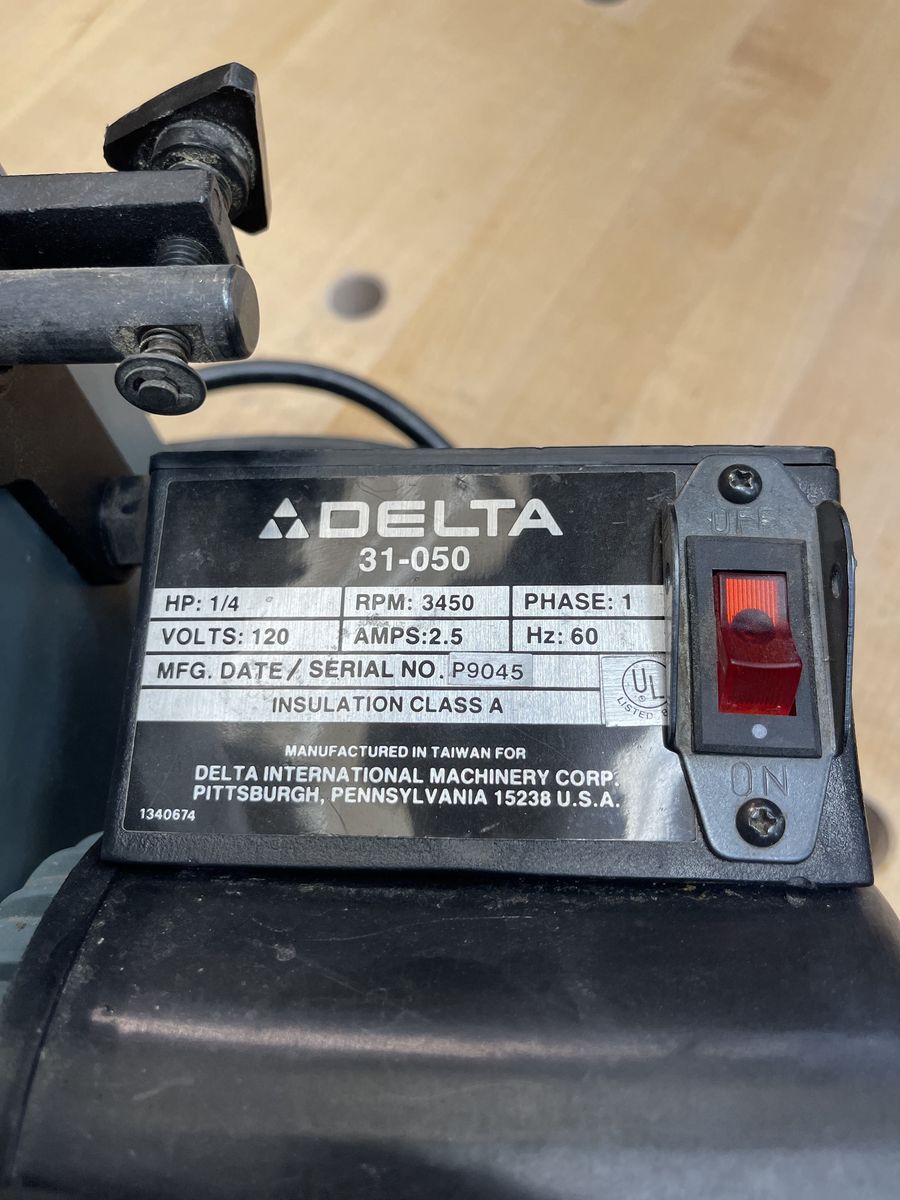 DELTA
31-050
HP: 1/4 RPM: 3450 PHASE: 1
VOLTS: 120 AMPS:2.5 Hz: 60
MFG. DATE / SERIAL NO. P9045
UL
®
LISTED
INSULATION CLASS A
MANUFACTURED IN TAIWAN FOR
DELTA INTERNATIONAL MACHINERY CORP.
PITTSBURGH, PENNSYLVANIA 15238 U.S.A.
1340674
OFF
ON